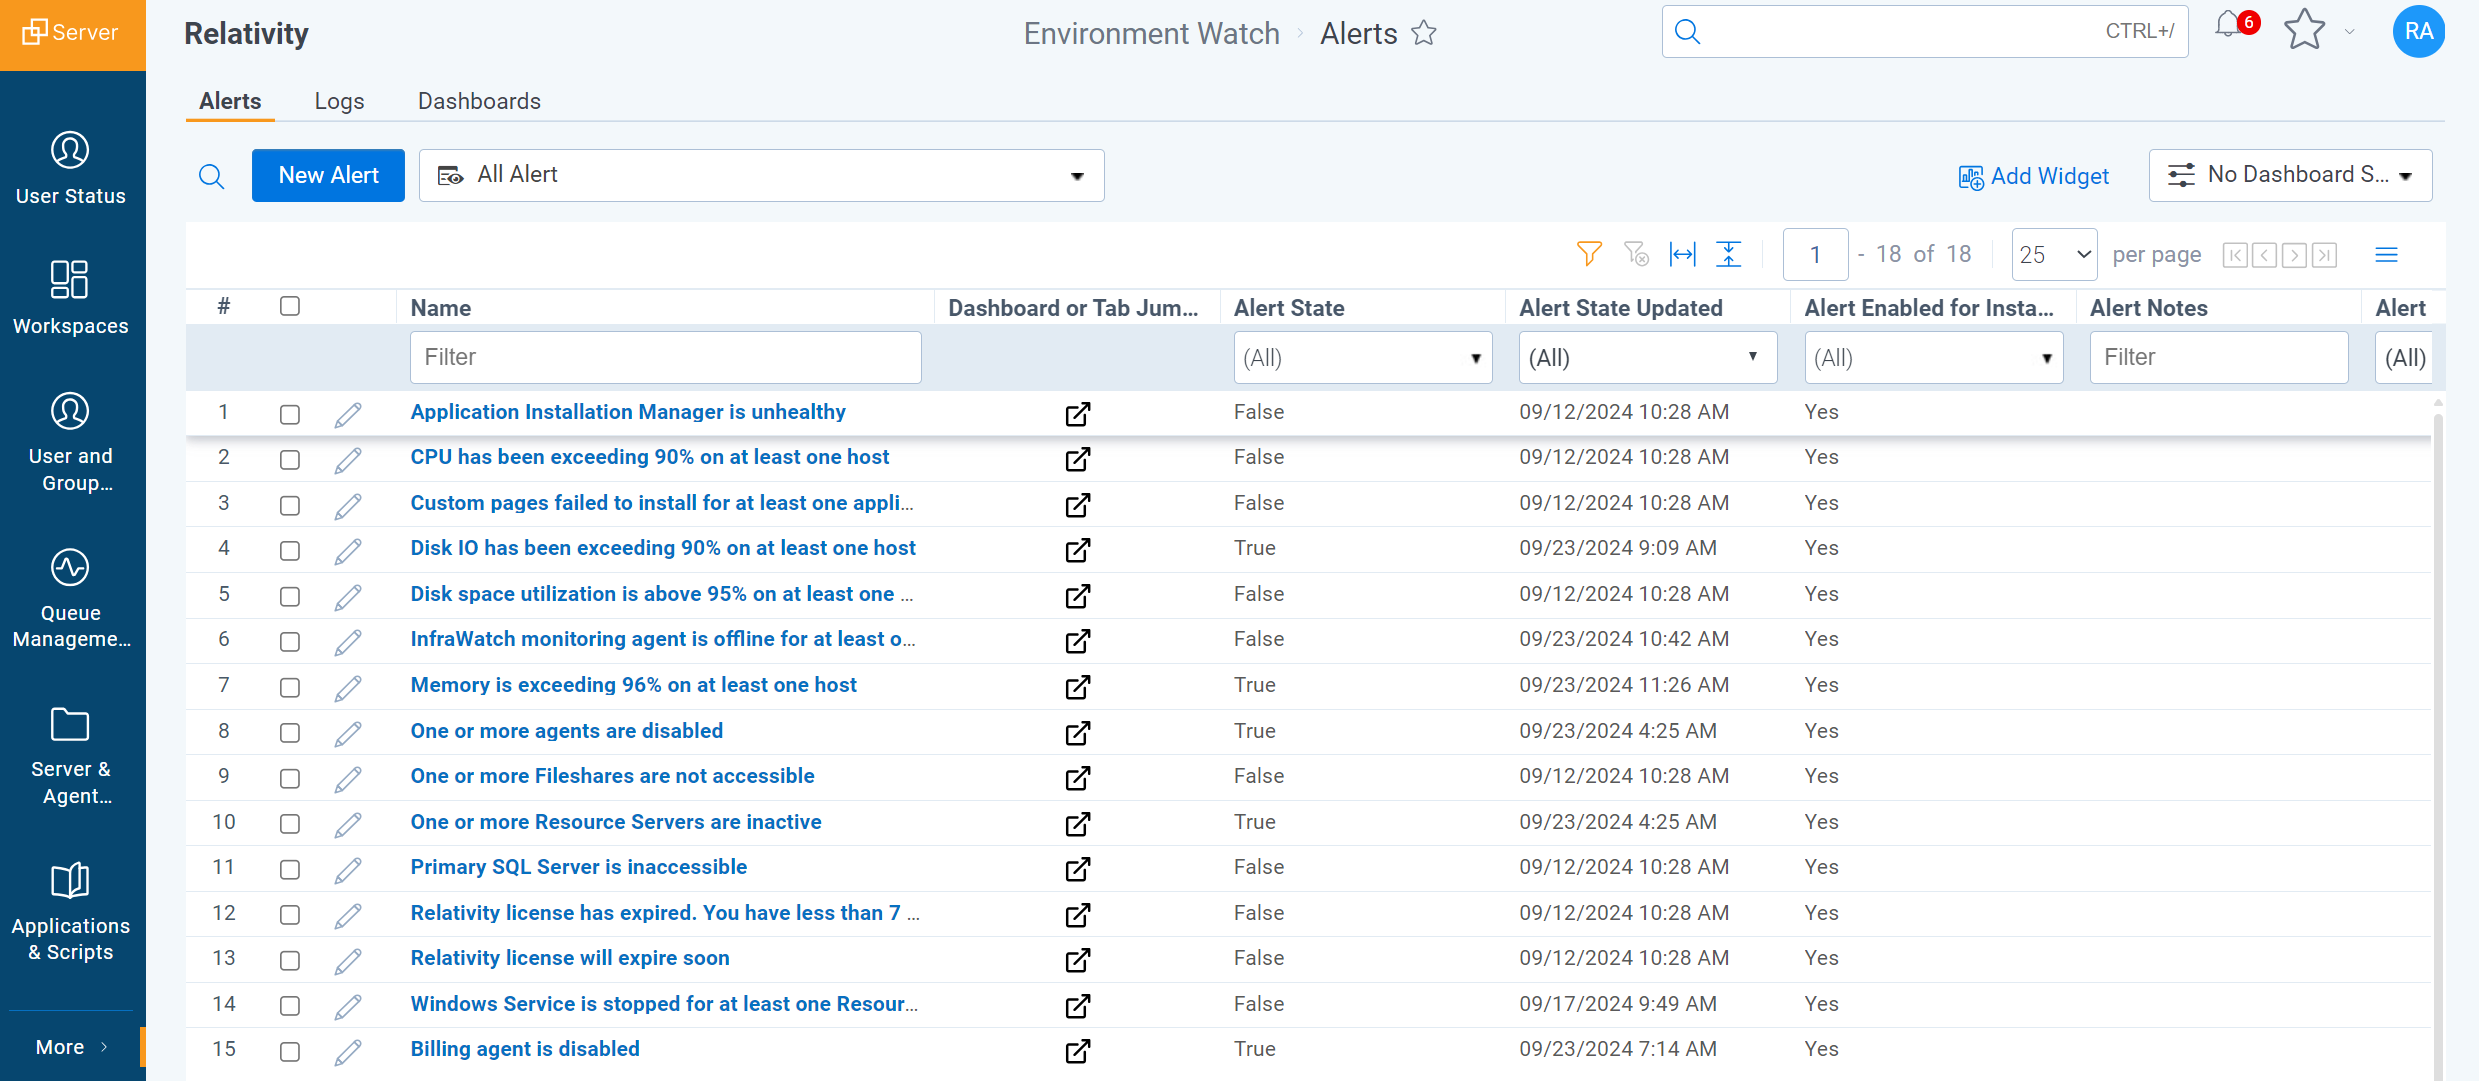 Server
Relativity
Environment Watch > Alerts
CTRL+/
6
RA
Alerts Logs Dashboards
New Alert
All Alert
Add Widget
No Dashboard S...
1 - 18 of 18
25 per page
# Name Dashboard or Tab Jum... Alert State Alert State Updated Alert Enabled for Insta... Alert Notes Alert
Filter (All) (All) (All) Filter (All)
1 Application Installation Manager is unhealthy False 09/12/2024 10:28 AM Yes
2 CPU has been exceeding 90% on at least one host False 09/12/2024 10:28 AM Yes
3 Custom pages failed to install for at least one appli... False 09/12/2024 10:28 AM Yes
4 Disk IO has been exceeding 90% on at least one host True 09/23/2024 9:09 AM Yes
5 Disk space utilization is above 95% on at least one ... False 09/12/2024 10:28 AM Yes
6 InfraWatch monitoring agent is offline for at least o... False 09/23/2024 10:42 AM Yes
7 Memory is exceeding 96% on at least one host True 09/23/2024 11:26 AM Yes
8 One or more agents are disabled True 09/23/2024 4:25 AM Yes
9 One or more Fileshares are not accessible False 09/12/2024 10:28 AM Yes
10 One or more Resource Servers are inactive True 09/23/2024 4:25 AM Yes
11 Primary SQL Server is inaccessible False 09/12/2024 10:28 AM Yes
12 Relativity license has expired. You have less than 7 ... False 09/12/2024 10:28 AM Yes
13 Relativity license will expire soon False 09/12/2024 10:28 AM Yes
14 Windows Service is stopped for at least one Resour... False 09/17/2024 9:49 AM Yes
15 Billing agent is disabled True 09/23/2024 7:14 AM Yes
User Status
Workspaces
User and
Group...
Queue
Manageme...
Server &
Agent...
Applications
& Scripts
More >